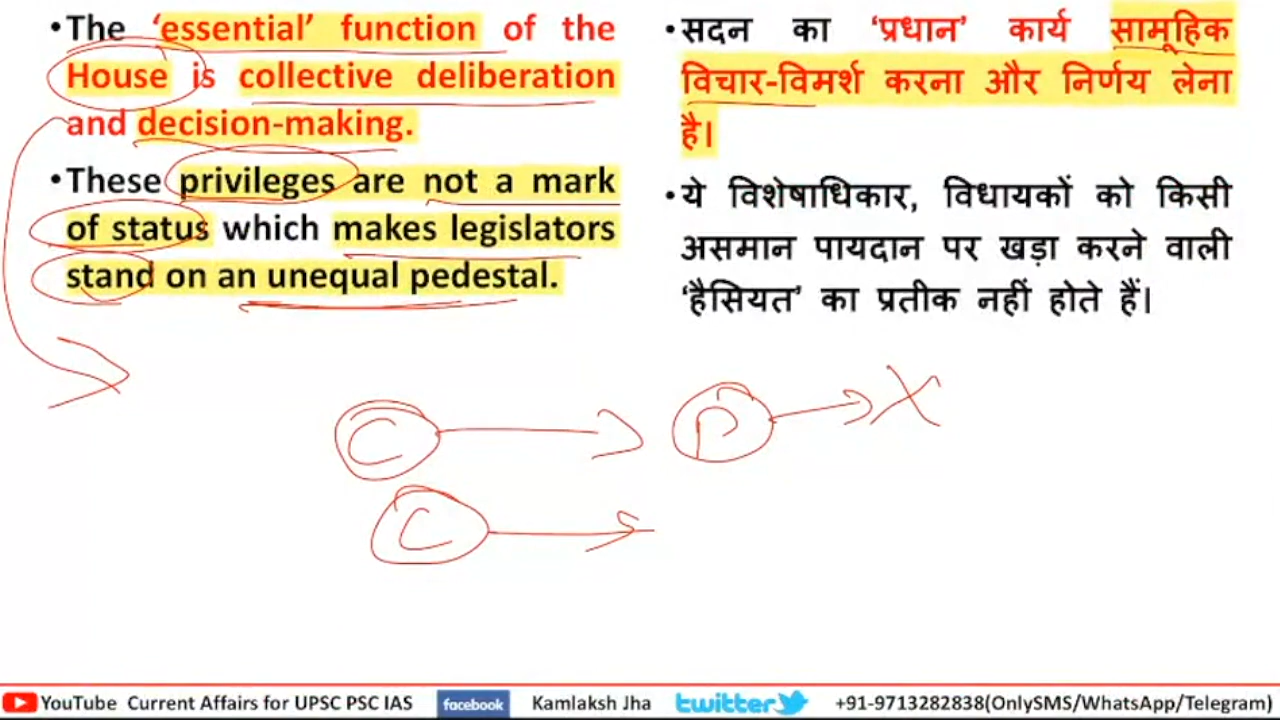 •The ‘essential’ function of the
House is collective deliberation
and decision-making.
•These privileges are not a mark
of status which makes legislators
stand on an unequal pedestal.
•सदन का ‘प्रधान’ कार्य सामूहिक
विचार-विमर्श करना और निर्णय लेना
है।
•ये विशेषाधिकार, विधायकों को किसी
असमान पायदान पर खड़ा करने वाली
‘हैसियत’ का प्रतीक नहीं होते हैं।
C P X
C
YouTube Current Affairs for UPSC PSC IAS facebook Kamlaksh Jha twitter +91-9713282838(OnlySMS/WhatsApp/Telegram)